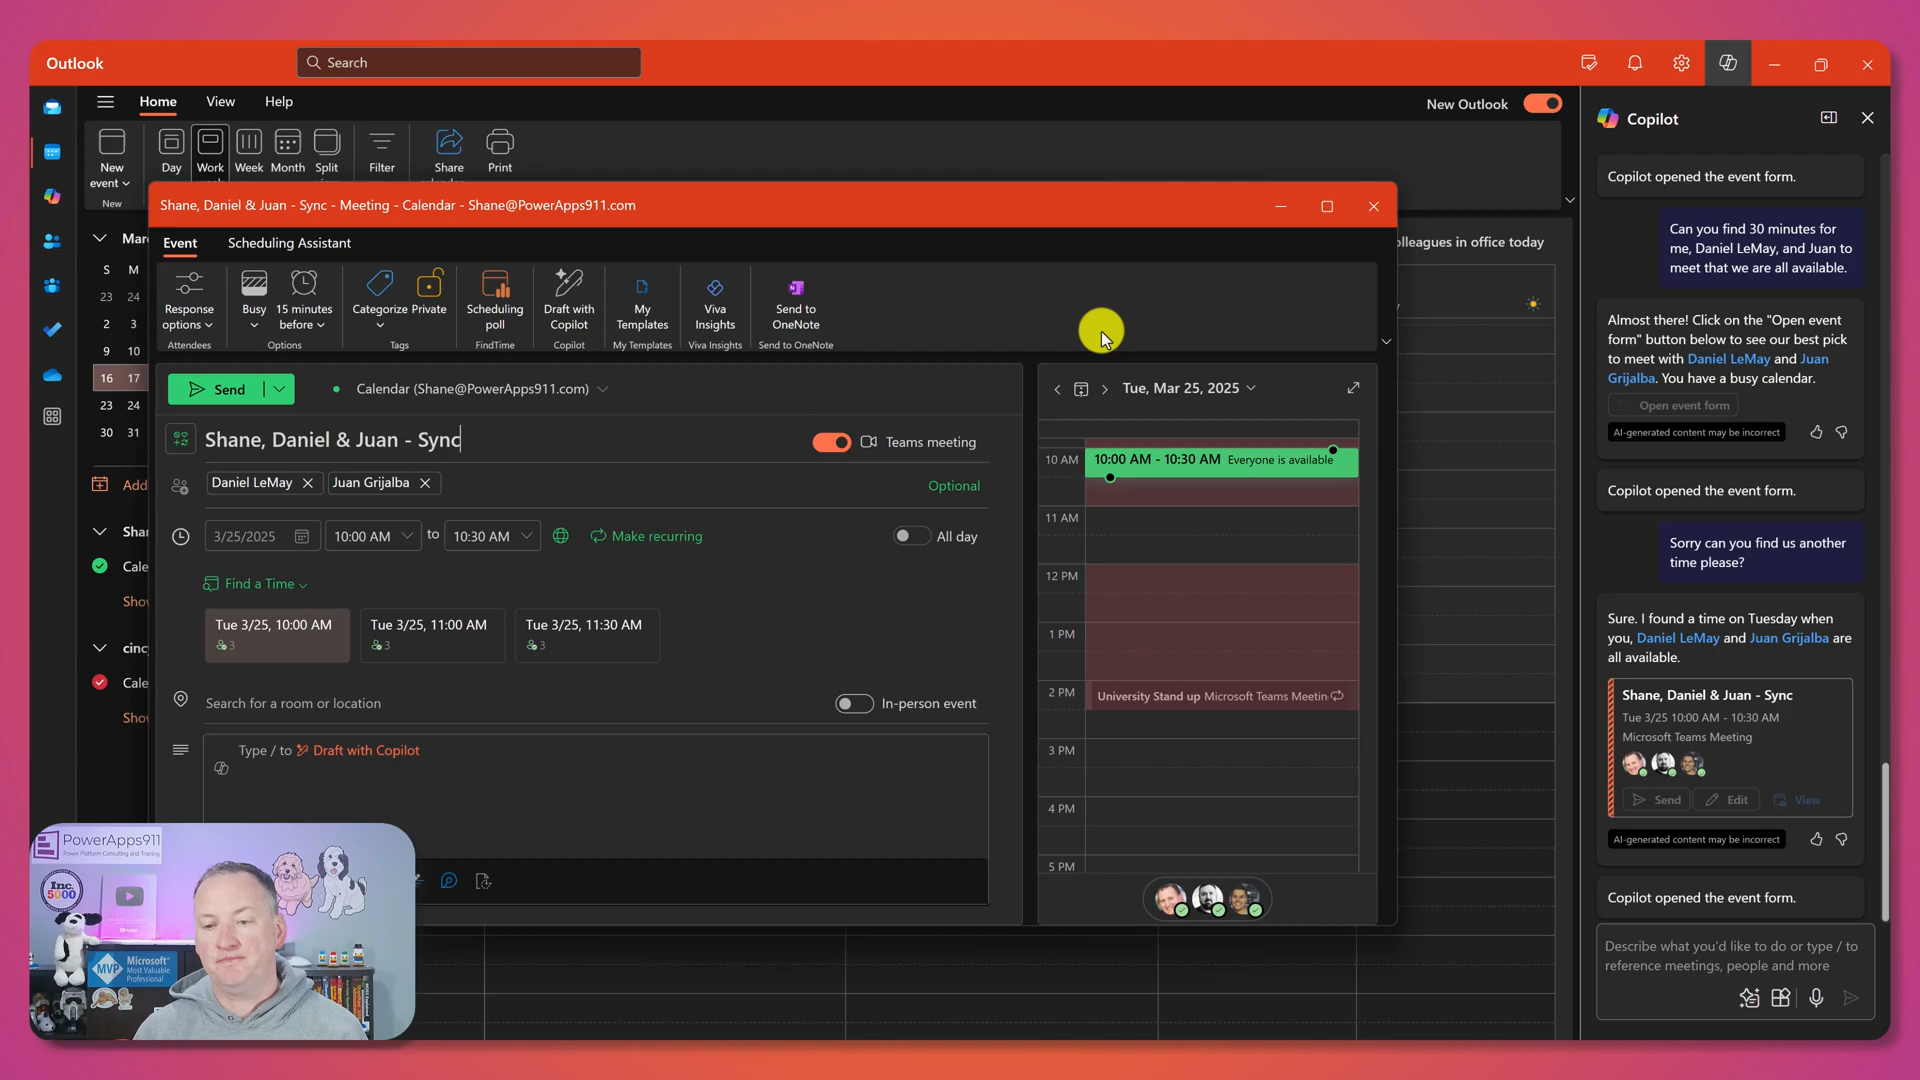 Outlook
Search
Home View Help
New Outlook
New event
New
Day
Work
Week
Month
Split
Filter
Share
Print
Mar
S M
23 24
2 3
9 10
16 17
23 24
30 31
Add
Shar
Cale
Show
cinc
Cale
Show
Shane, Daniel & Juan - Sync - Meeting - Calendar - Shane@PowerApps911.com
Event Scheduling Assistant
Response options
Attendees
Busy
15 minutes before
Options
Categorize
Private
Tags
Scheduling poll
FindTime
Draft with Copilot
Copilot
My Templates
My Templates
Viva Insights
Viva Insights
Send to OneNote
Send to OneNote
Send
Calendar (Shane@PowerApps911.com)
Shane, Daniel & Juan - Sync
Teams meeting
Daniel LeMay Juan Grijalba
Optional
3/25/2025 10:00 AM to 10:30 AM Make recurring All day
Find a Time
Tue 3/25, 10:00 AM
3
Tue 3/25, 11:00 AM
3
Tue 3/25, 11:30 AM
3
Search for a room or location
In-person event
Type / to Draft with Copilot
Tue, Mar 25, 2025
10 AM
10:00 AM - 10:30 AM Everyone is available
11 AM
12 PM
1 PM
2 PM
University Stand up Microsoft Teams Meetin
3 PM
4 PM
5 PM
olleagues in office today
Copilot
Copilot opened the event form.
Can you find 30 minutes for
me, Daniel LeMay, and Juan to
meet that we are all available.
Almost there! Click on the "Open event
form" button below to see our best pick
to meet with Daniel LeMay and Juan
Grijalba. You have a busy calendar.
Open event form
AI-generated content may be incorrect
Copilot opened the event form.
Sorry can you find us another
time please?
Sure. I found a time on Tuesday when
you, Daniel LeMay and Juan Grijalba are
all available.
Shane, Daniel & Juan - Sync
Tue 3/25 10:00 AM - 10:30 AM
Microsoft Teams Meeting
Send Edit View
AI-generated content may be incorrect
Copilot opened the event form.
Describe what you'd like to do or type / to
reference meetings, people and more
PowerApps911
Power Platform Consulting and Training
Inc.
5000
Microsoft
MVP Most Valuable
Professional